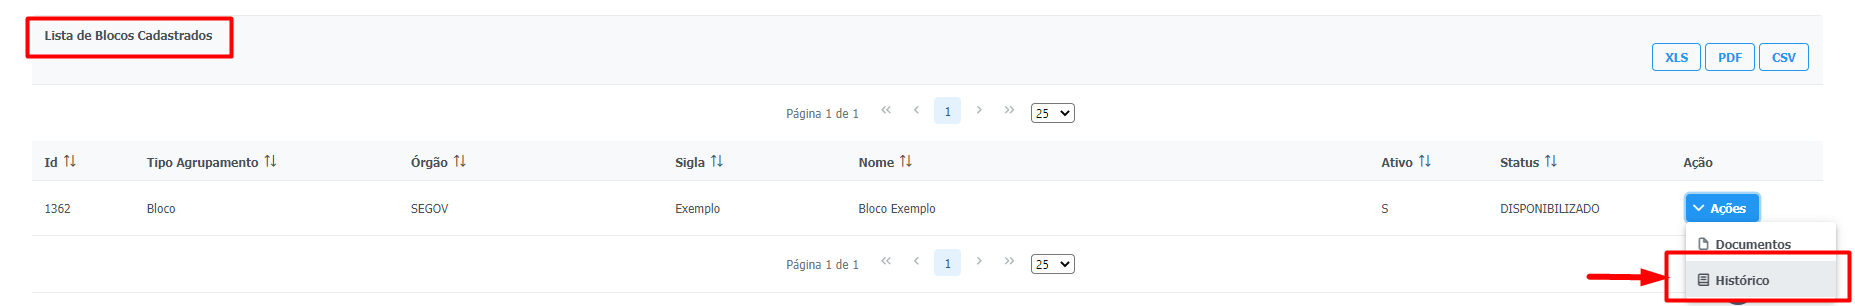 Lista de Blocos Cadastrados
XLS PDF CSV
Página 1 de 1 1 25
Id Tipo Agrupamento Órgão Sigla Nome Ativo Status Ação
1362 Bloco SEGOV Exemplo Bloco Exemplo S DISPONIBILIZADO Ações
Documentos
Página 1 de 1 1 25
Histórico